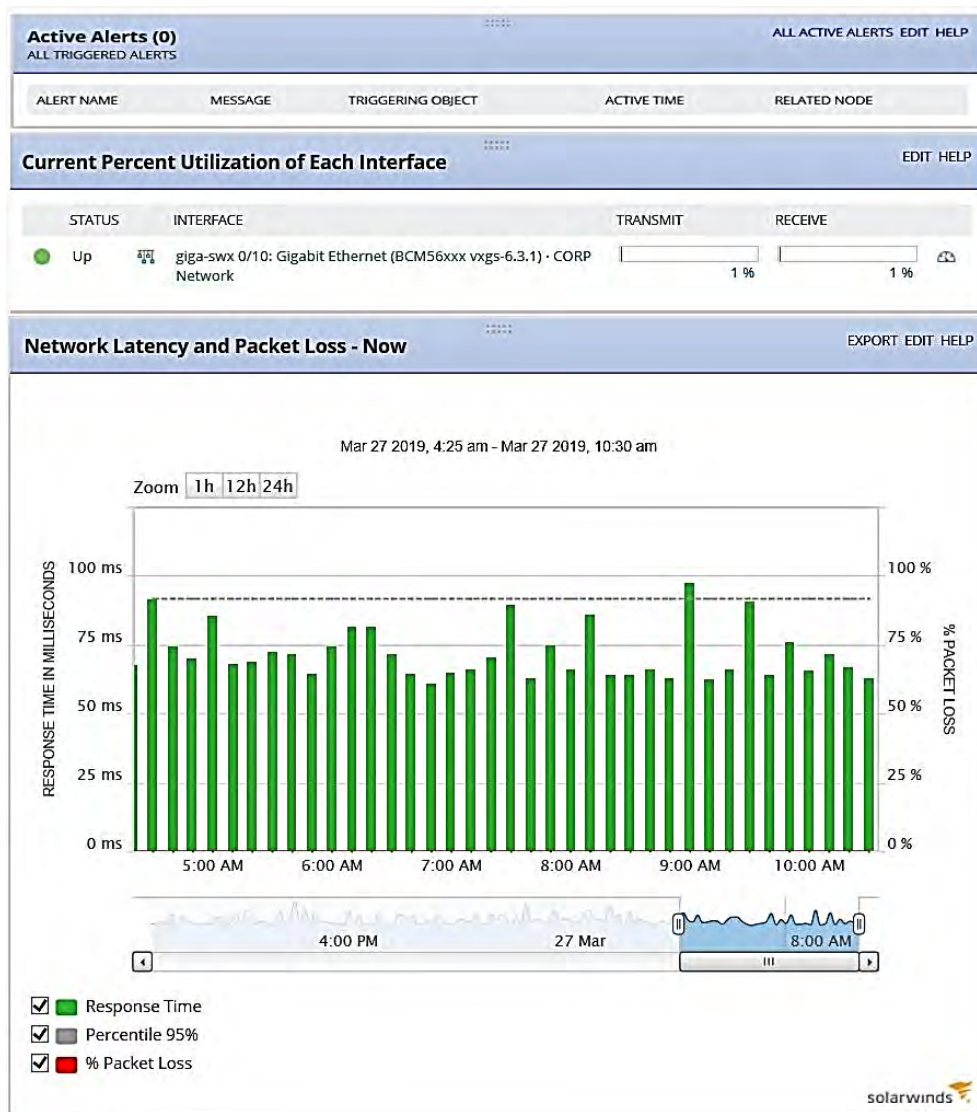 Active Alerts (0)
ALL ACTIVE ALERTS EDIT HELP
ALL TRIGGERED ALERTS
ALERT NAME MESSAGE TRIGGERING OBJECT ACTIVE TIME RELATED NODE
Current Percent Utilization of Each Interface
EDIT HELP
STATUS INTERFACE TRANSMIT RECEIVE
Up giga-swx 0/10: Gigabit Ethernet (BCM56xxx vxgs-6.3.1) · CORP
Network
1 % 1 %
Network Latency and Packet Loss - Now
EXPORT EDIT HELP
Mar 27 2019, 4:25 am - Mar 27 2019, 10:30 am
Zoom 1h 12h 24h
RESPONSE TIME IN MILLISECONDS
100 ms 100 %
75 ms 75 %
50 ms 50 %
25 ms 25 %
0 ms 0 %
% PACKET LOSS
5:00 AM 6:00 AM 7:00 AM 8:00 AM 9:00 AM 10:00 AM
4:00 PM 27 Mar 8:00 AM
Response Time
Percentile 95%
% Packet Loss
solarwinds